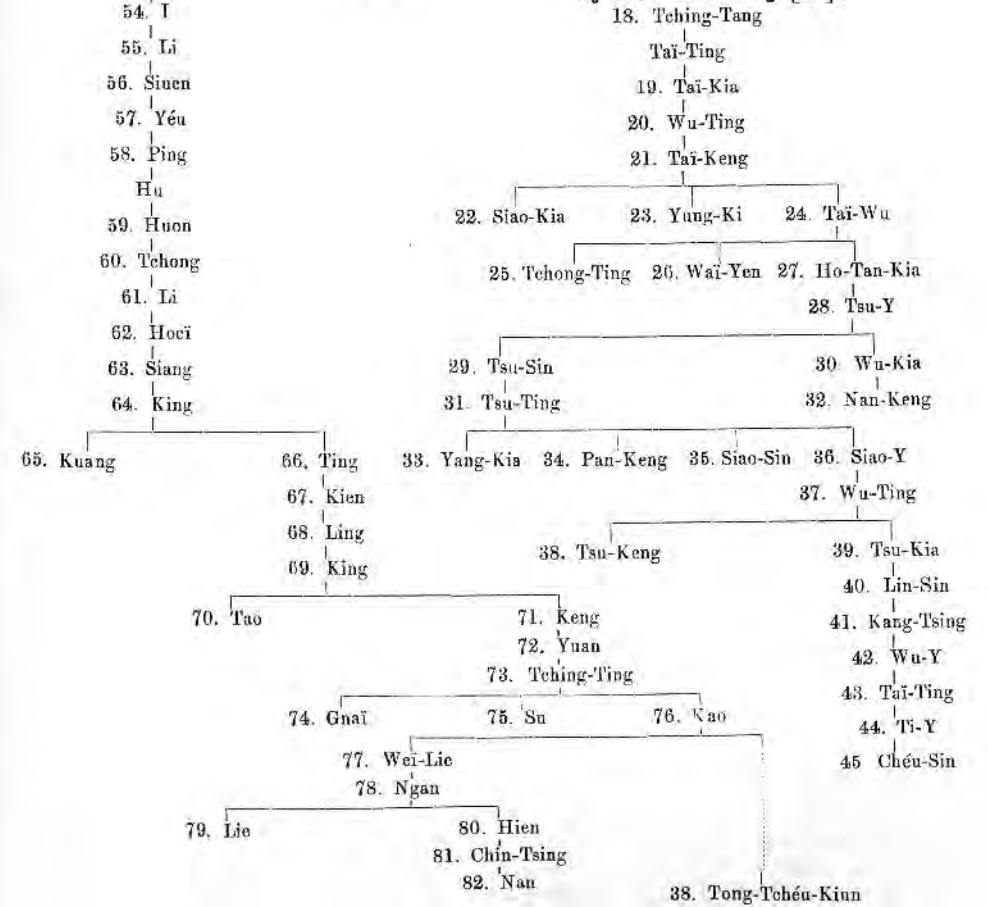 54. I
55. Li
56. Siuen
57. Yéu
58. Ping
Hu
59. Huon
60. Tchong
61. Li
62. Hoeï
63. Siang
64. King
65. Kuang 66. Ting
67. Kien
68. Ling
69. King
70. Tao 71. Keng
72. Yuan
73. Tching-Ting
74. Gnaï 75. Su 76. Kao
77. Weï-Lie
78. Ngan
79. Lie 80. Hien
81. Chin-Tsing
82. Nan
38. Tong-Tchéu-Kiun
18. Tching-Tang
Taï-Ting
19. Taï-Kia
20. Wu-Ting
21. Taï-Keng
22. Siao-Kia 23. Yung-Ki 24. Taï-Wu
25. Tchong-Ting 26. Waï-Yen 27. Ho-Tan-Kia
28. Tsu-Y
29. Tsu-Sin 30. Wu-Kia
31. Tsu-Ting 32. Nan-Keng
33. Yang-Kia 34. Pan-Keng 35. Siao-Sin 36. Siao-Y
37. Wu-Ting
38. Tsu-Keng 39. Tsu-Kia
40. Lin-Sin
41. Kang-Tsing
42. Wu-Y
43. Taï-Ting
44. Ti-Y
45 Chéu-Sin